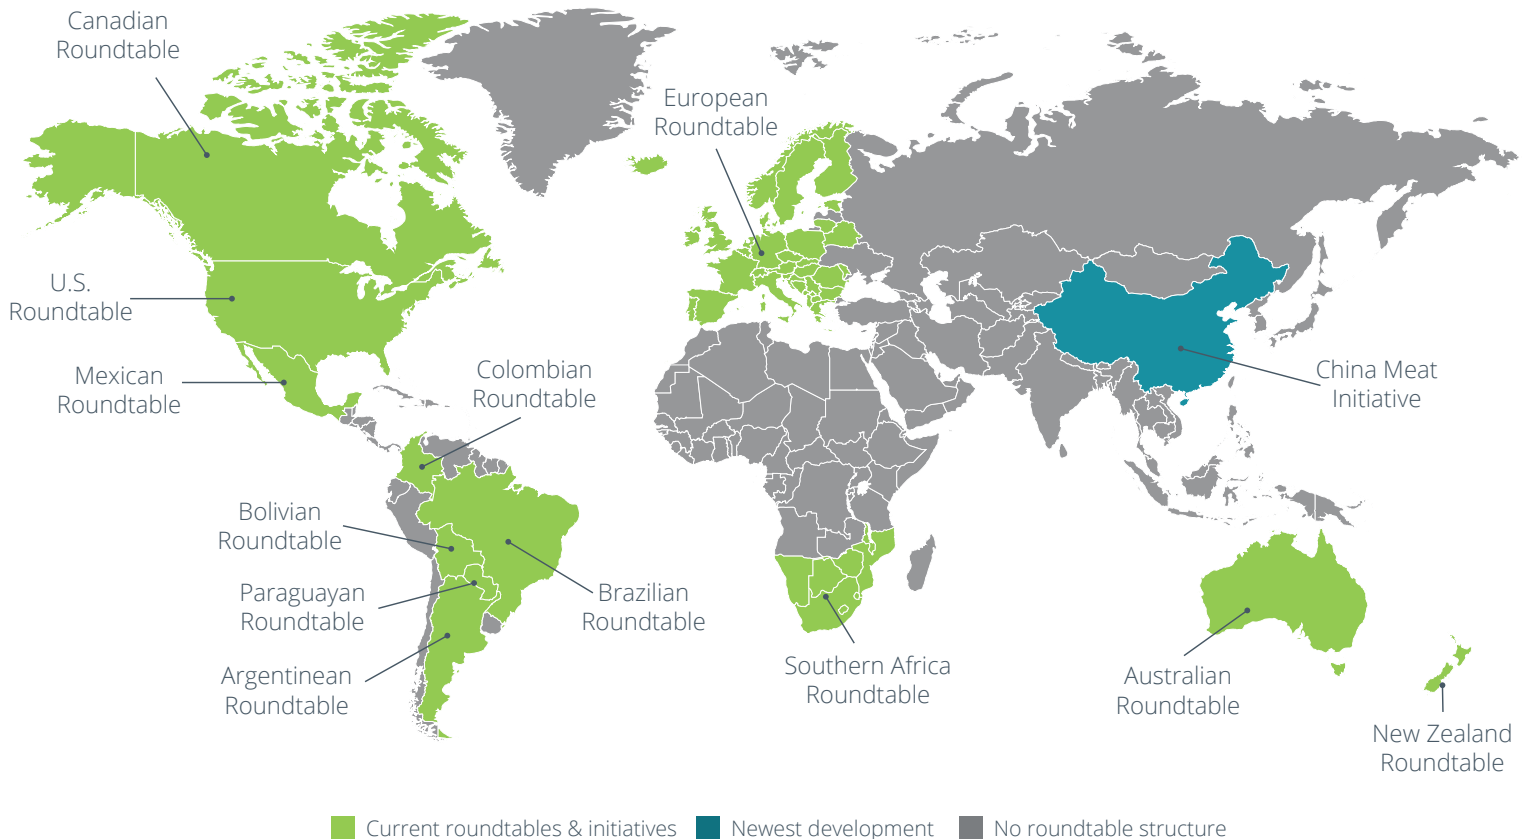 Canadian
Roundtable
European
Roundtable
U.S.
Roundtable
Mexican
Roundtable
Colombian
Roundtable
China Meat
Initiative
Bolivian
Roundtable
Paraguayan
Roundtable
Brazilian
Roundtable
Argentinean
Roundtable
Southern Africa
Roundtable
Australian
Roundtable
New Zealand
Roundtable
Current roundtables & initiatives
Newest development
No roundtable structure